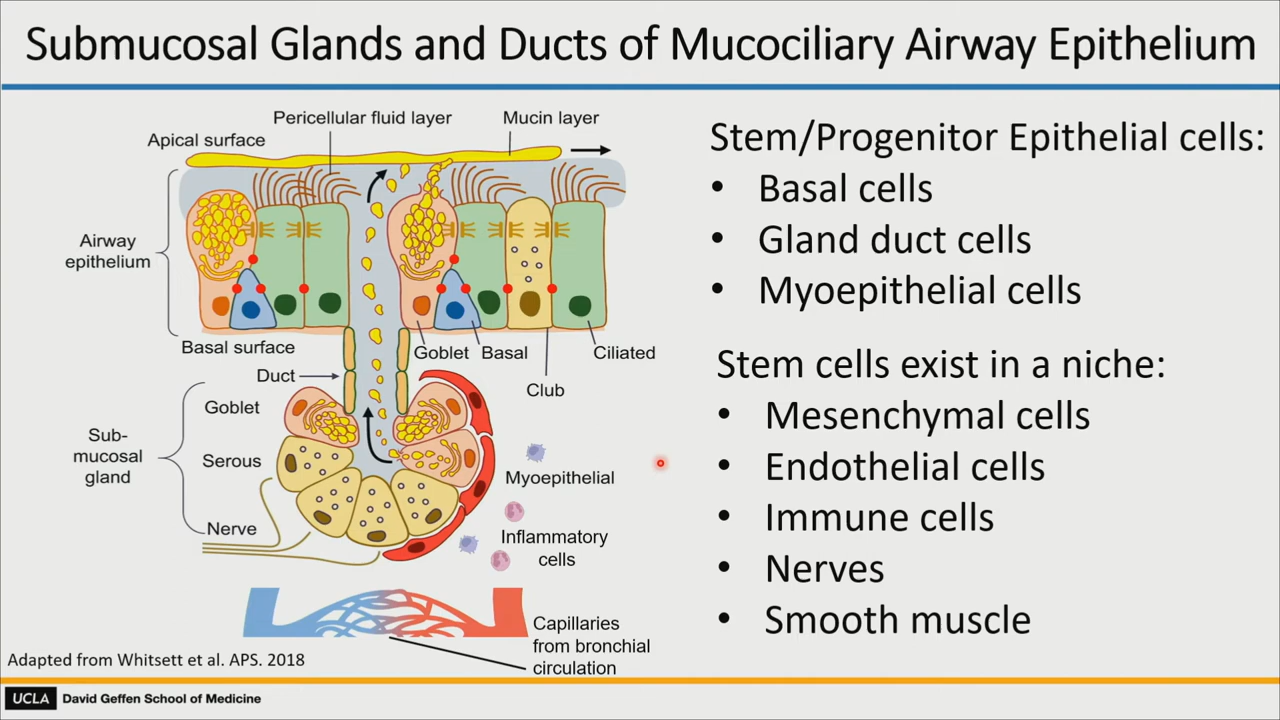 Submucosal Glands and Ducts of Mucociliary Airway Epithelium
Pericellular fluid layer
Mucin layer
Apical surface
Airway
epithelium
Basal surface
Goblet
Basal
Ciliated
Club
Duct
Goblet
Sub-
mucosal
gland
Serous
Nerve
Myoepithelial
Inflammatory
cells
Capillaries
from bronchial
circulation
Stem/Progenitor Epithelial cells:
• Basal cells
• Gland duct cells
• Myoepithelial cells
Stem cells exist in a niche:
• Mesenchymal cells
• Endothelial cells
• Immune cells
• Nerves
• Smooth muscle
Adapted from Whitsett et al. APS. 2018
UCLA David Geffen School of Medicine